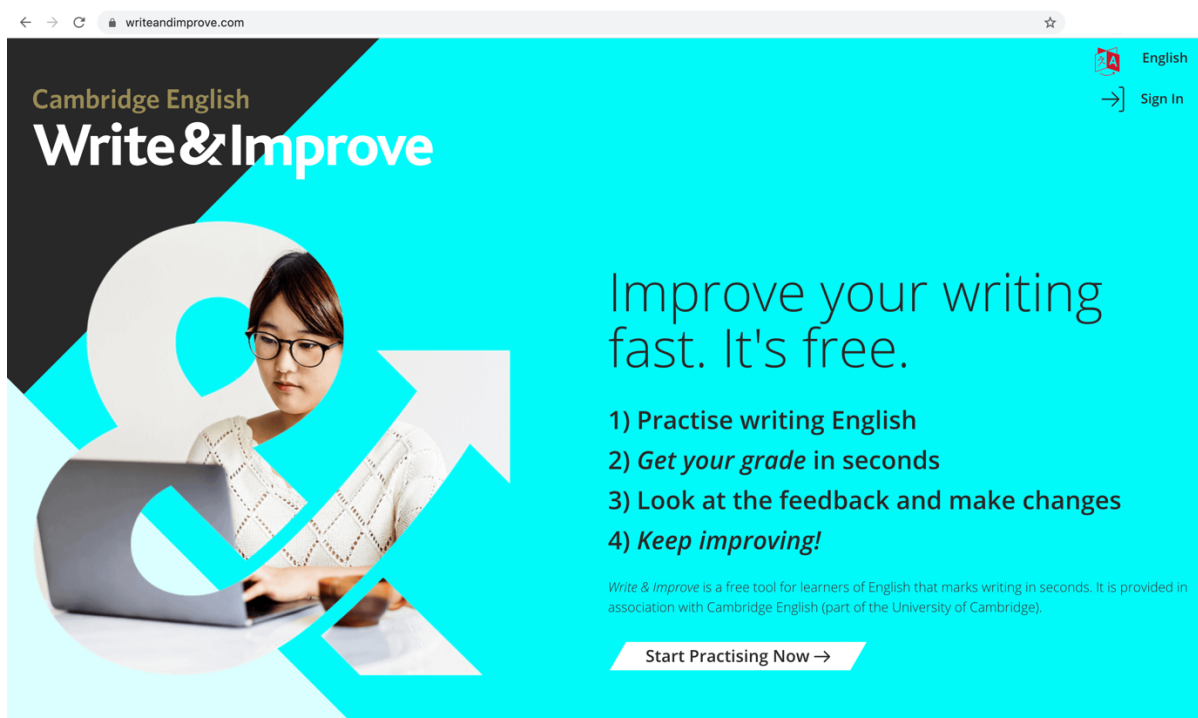 writeandimprove.com
English
Sign In
Cambridge English
Write&Improve
Improve your writing
fast. It's free.
1) Practise writing English
2) Get your grade in seconds
3) Look at the feedback and make changes
4) Keep improving!
Write & Improve is a free tool for learners of English that marks writing in seconds. It is provided in
association with Cambridge English (part of the University of Cambridge).
Start Practising Now →